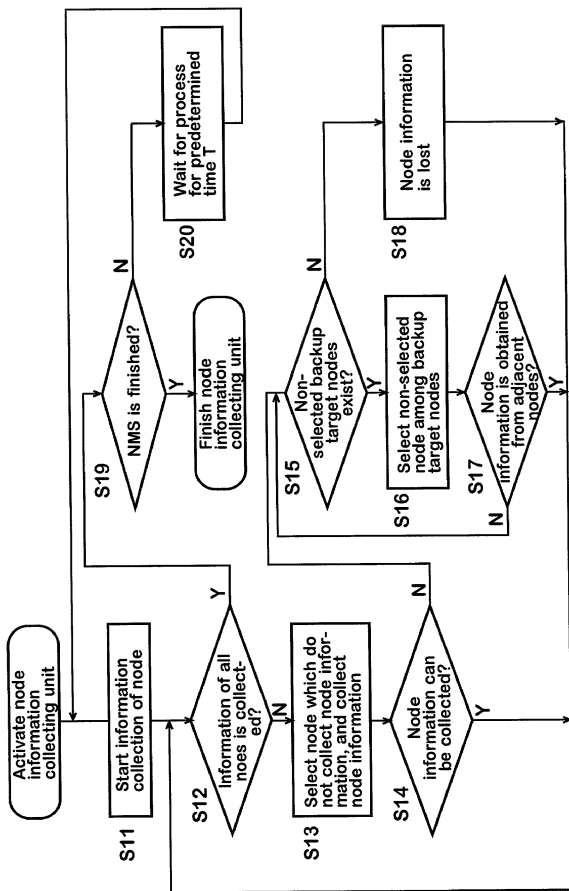 Activate node
information
collecting unit
S11
Start information
collection of node
S12
Information of all
noes is collect-
ed?
Y
N
S13
Select node which do
not collect node infor-
mation, and collect
node information
S14
Node
information can
be collected?
N
Y
S19
NMS is finished?
N
Y
Finish node
information
collecting unit
S20
Wait for process
for predetermined
time T
S15
Non-
selected backup
target nodes
exist?
N
Y
S16
Select non-selected
node among backup
target nodes
S17
Node
information is obtained
from adjacent
nodes?
N
Y
S18
Node information
is lost